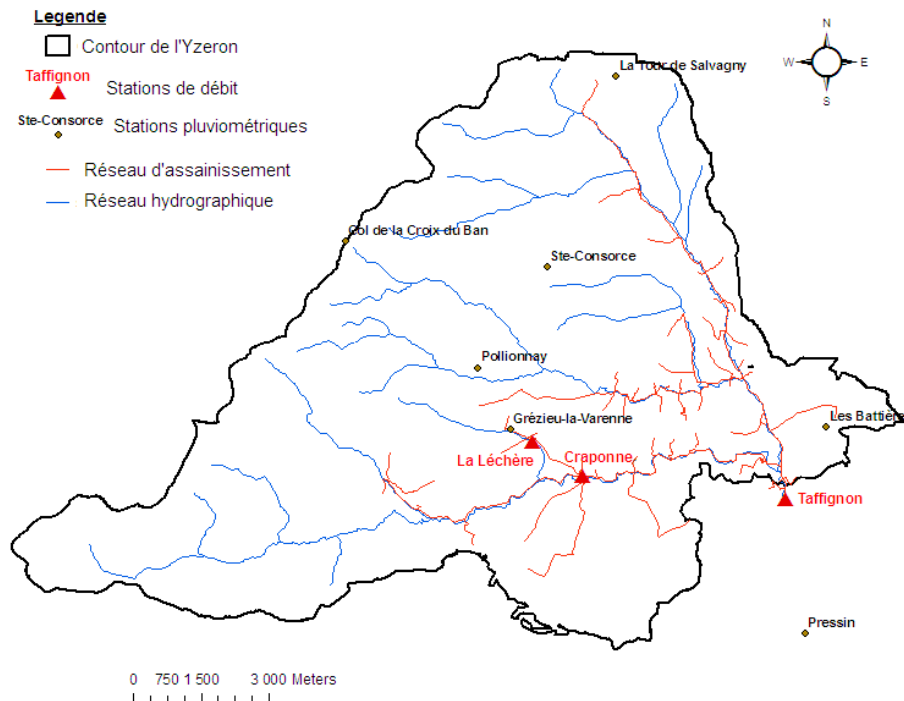 Legende
Contour de l'Yzeron
Taffignon
Stations de débit
Ste-Consorce
Stations pluviométriques
Réseau d'assainissement
Réseau hydrographique
N
W
E
S
La Tour de Salvagny
Col de la Croix du Ban
Ste-Consorce
Pollionnay
Grézieu-la-Varenne
Les Battières
La Léchère
Craponne
Taffignon
Pressin
0 750 1 500 3 000 Meters